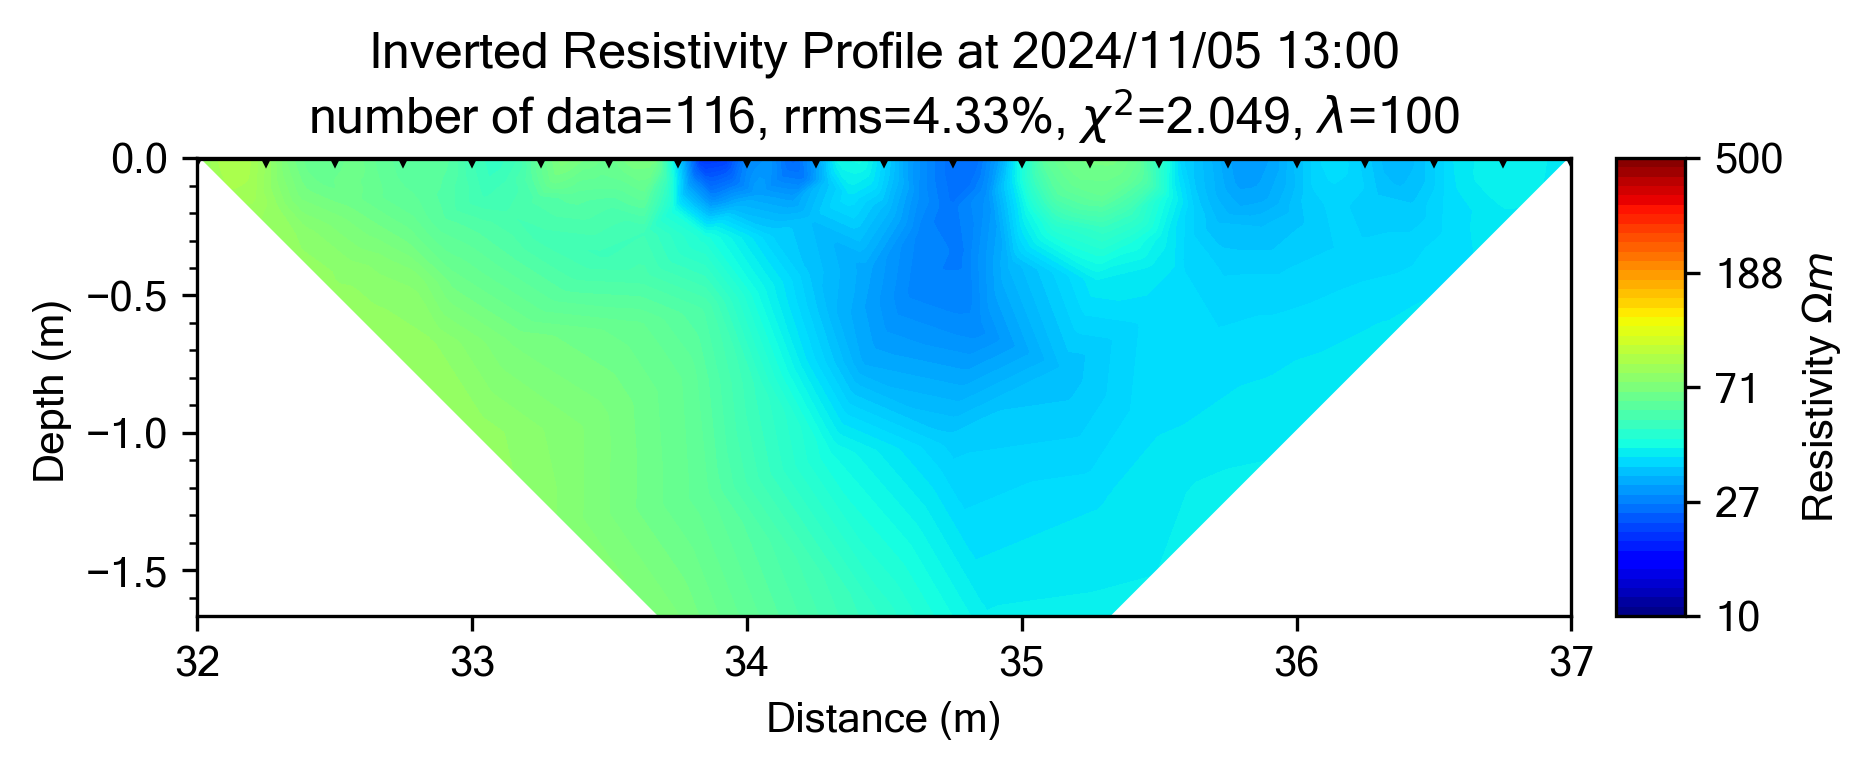 Inverted Resistivity Profile at 2024/11/05 13:00
number of data=116, rrms=4.33%, χ²=2.049, λ=100
0.0
−0.5
−1.0
−1.5
Depth (m)
32 33 34 35 36 37
Distance (m)
500
188
71
27
10
Resistivity Ωm